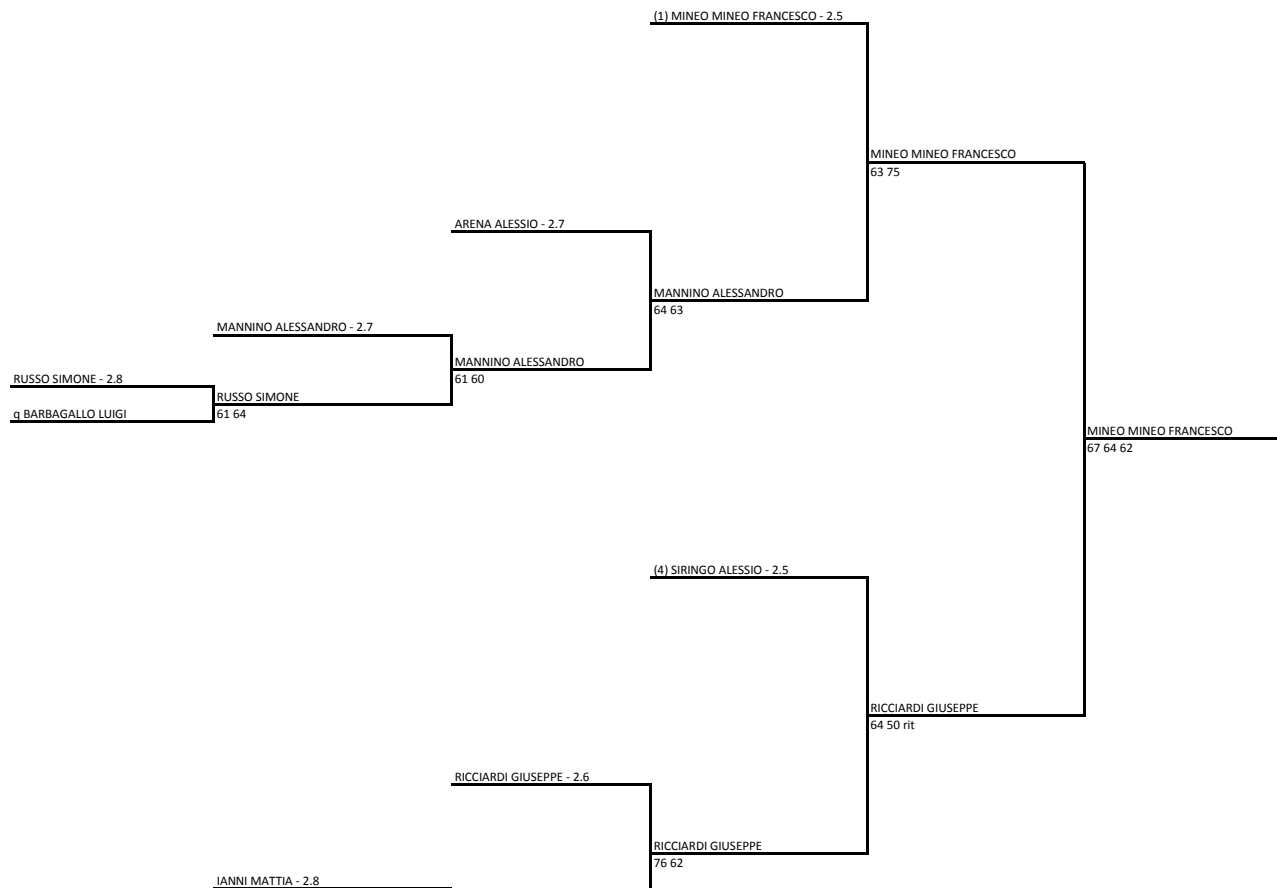 (1) MINEO MINEO FRANCESCO - 2.5
MINEO MINEO FRANCESCO
63 75
ARENA ALESSIO - 2.7
MANNINO ALESSANDRO
64 63
MANNINO ALESSANDRO - 2.7
MANNINO ALESSANDRO
61 60
RUSSO SIMONE - 2.8
RUSSO SIMONE
61 64
q BARBAGALLO LUIGI
MINEO MINEO FRANCESCO
67 64 62
(4) SIRINGO ALESSIO - 2.5
RICCIARDI GIUSEPPE
64 50 rit
RICCIARDI GIUSEPPE - 2.6
RICCIARDI GIUSEPPE
76 62
IANNI MATTIA - 2.8